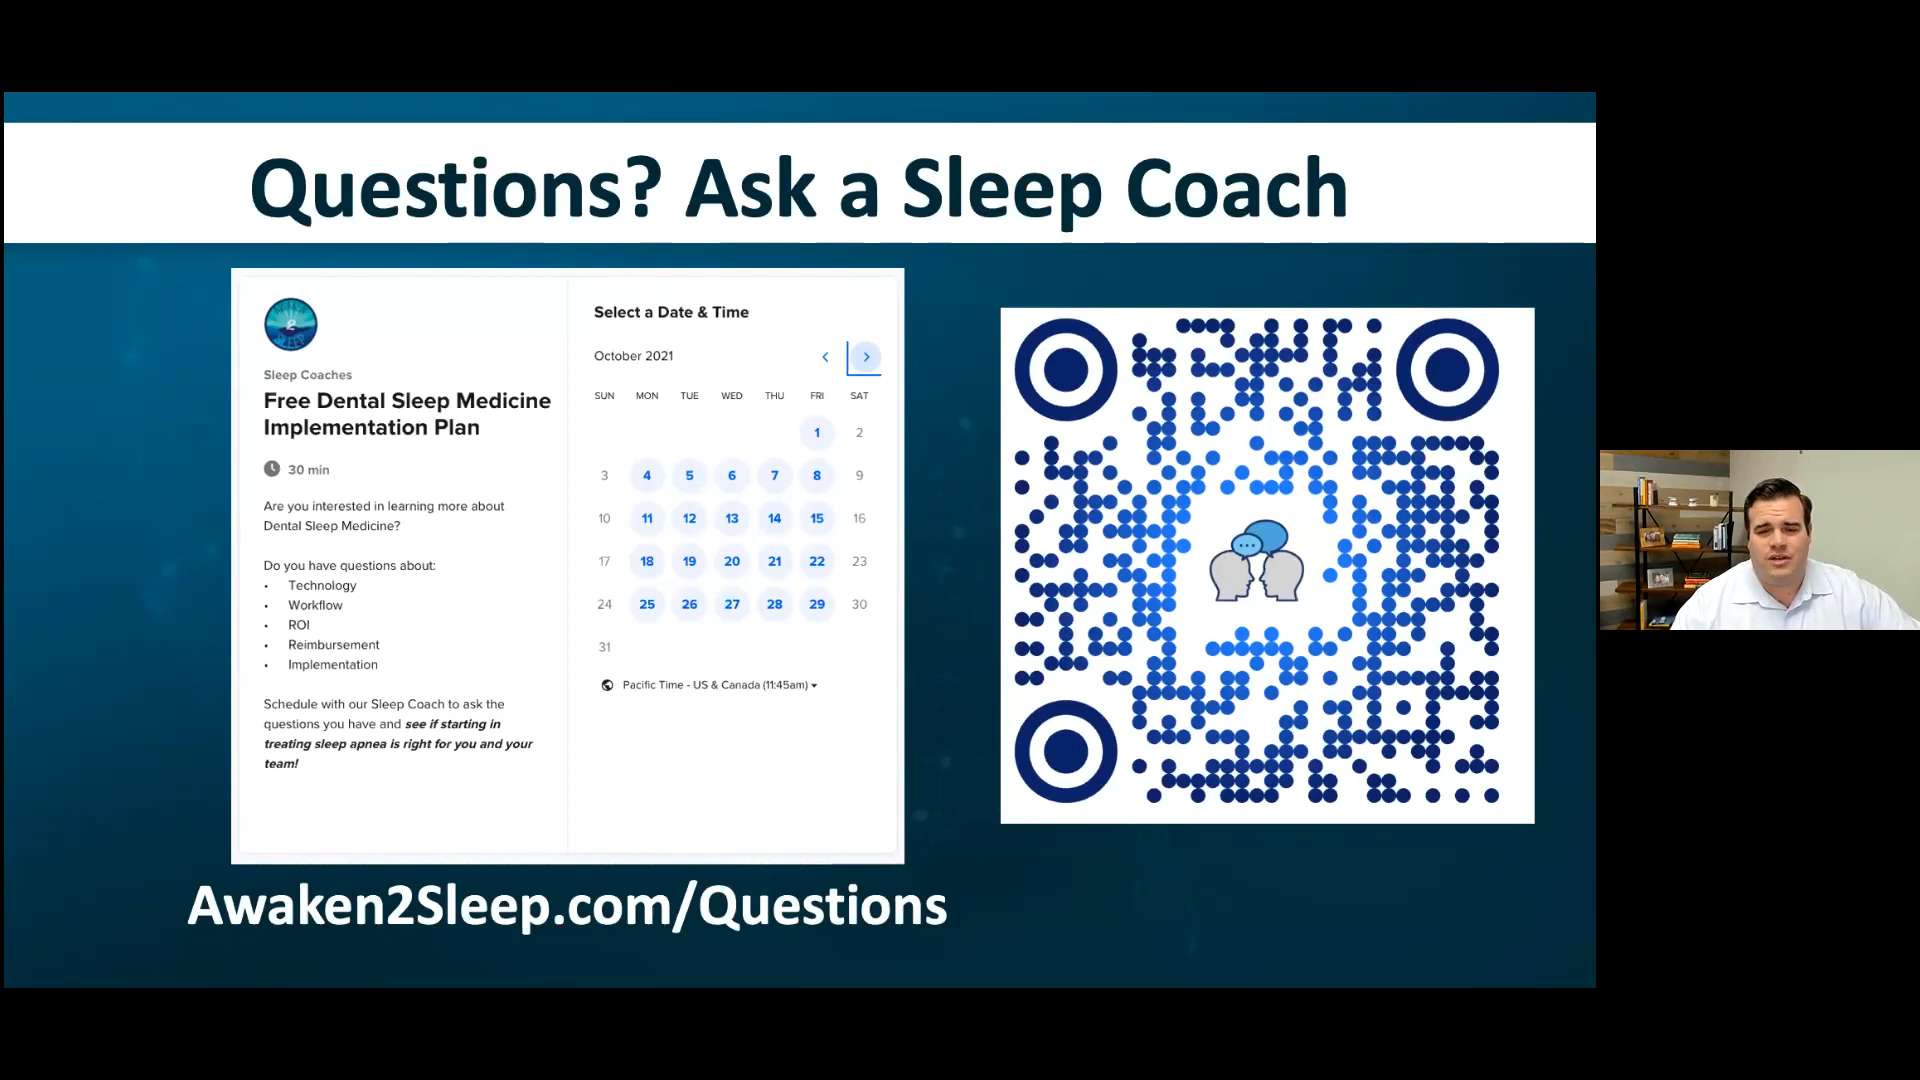 Questions? Ask a Sleep Coach
2
SLEEP
Sleep Coaches
Free Dental Sleep Medicine
Implementation Plan
30 min
Are you interested in learning more about
Dental Sleep Medicine?
Do you have questions about:
• Technology
• Workflow
• ROI
• Reimbursement
• Implementation
Schedule with our Sleep Coach to ask the
questions you have and see if starting in
treating sleep apnea is right for you and your
team!
Select a Date & Time
October 2021
SUN MON TUE WED THU FRI SAT
1 2
3 4 5 6 7 8 9
10 11 12 13 14 15 16
17 18 19 20 21 22 23
24 25 26 27 28 29 30
31
Pacific Time - US & Canada (11:45am)
Awaken2Sleep.com/Questions